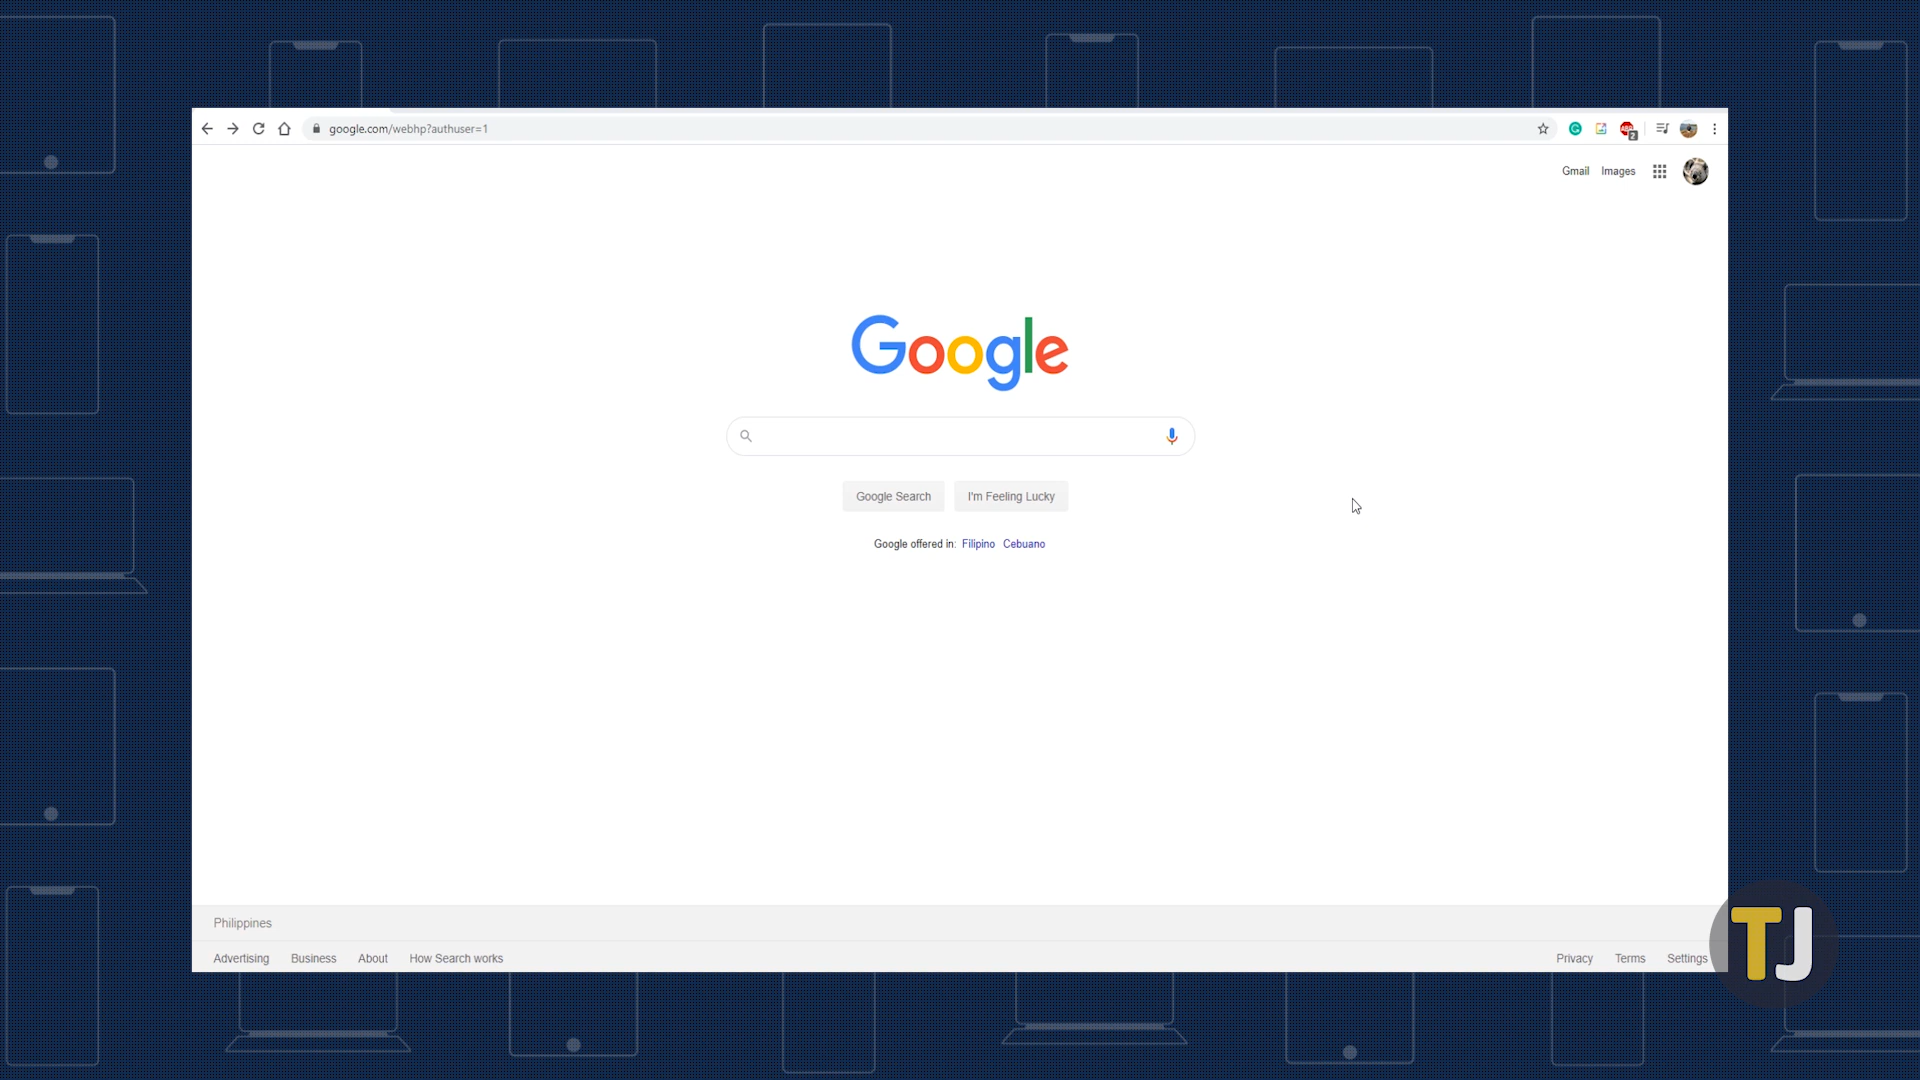 google.com/webhp?authuser=1
2
Gmail Images
Google
Google Search I'm Feeling Lucky
Google offered in: Filipino Cebuano
Philippines
Advertising Business About How Search works
Privacy Terms Settings
TJ